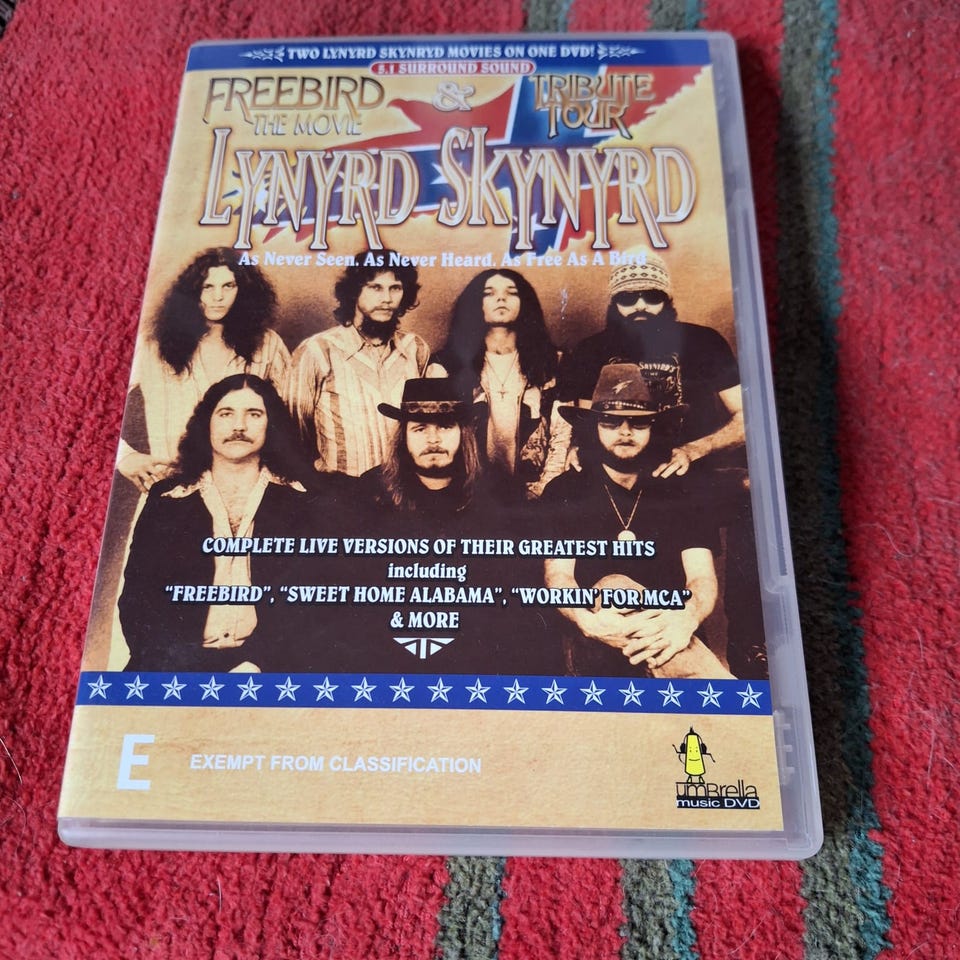 TWO LYNYRD SKYNRYD MOVIES ON ONE DVD!
5.1 SURROUND SOUND
FREEBIRD & TRIBUTE
THE MOVIE TOUR
LYNYRD SKYNYRD
As Never Seen. As Never Heard. As Free As A Bird
SKYNYRD'S
COMPLETE LIVE VERSIONS OF THEIR GREATEST HITS
including
"FREEBIRD", "SWEET HOME ALABAMA", "WORKIN' FOR MCA"
& MORE
E EXEMPT FROM CLASSIFICATION
umbrella
music DVD